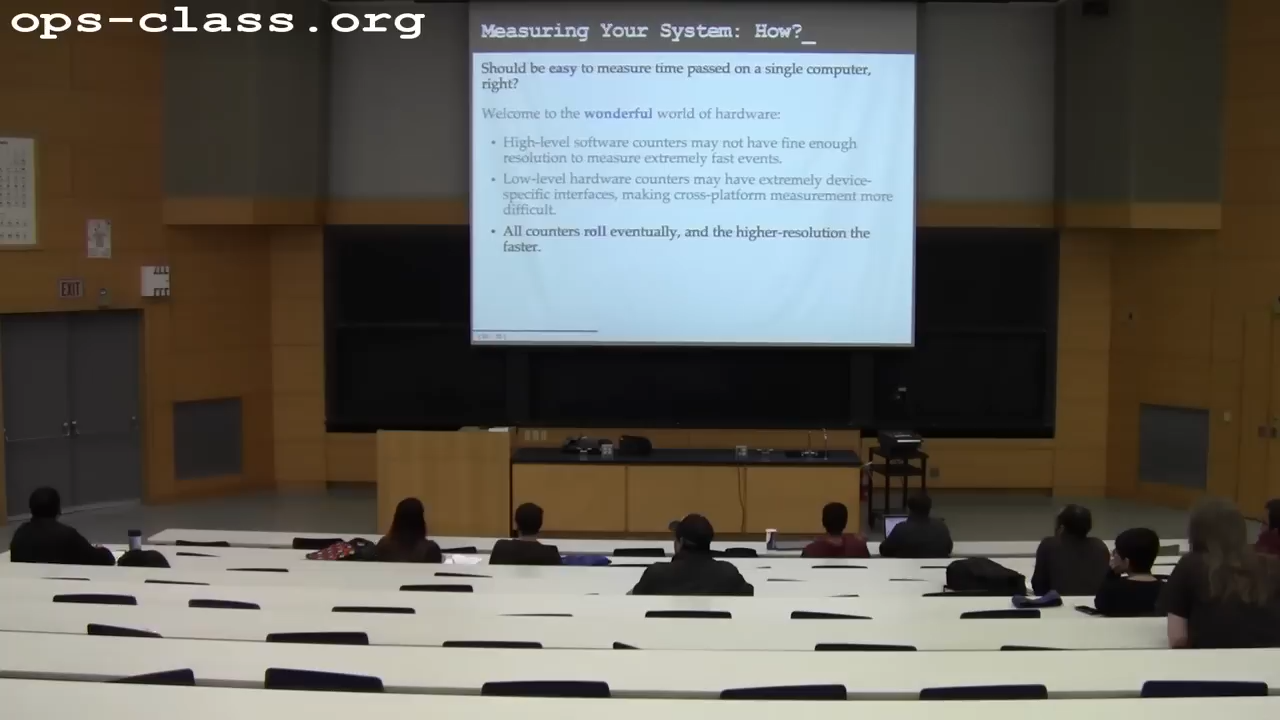 ops-class.org
Measuring Your System: How?_
Should be easy to measure time passed on a single computer,
right?
Welcome to the wonderful world of hardware:
• High-level software counters may not have fine enough
resolution to measure extremely fast events.
• Low-level hardware counters may have extremely device-
specific interfaces, making cross-platform measurement more
difficult.
• All counters roll eventually, and the higher-resolution the
faster.
EXIT